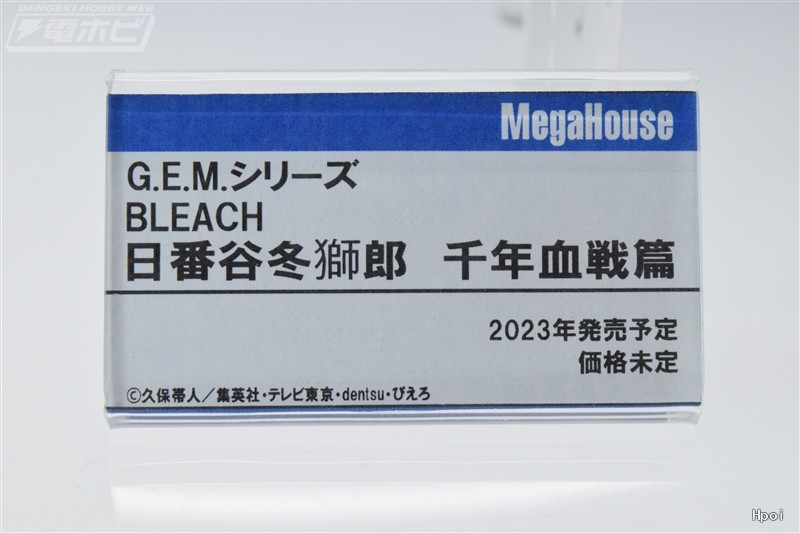 DENGEKI HOBBY WEB
電ホビ
MegaHouse
G.E.M.シリーズ
BLEACH
日番谷冬獅郎 千年血戦篇
2023年発売予定
価格未定
©久保帯人／集英社・テレビ東京・dentsu・ぴえろ
Hpoi